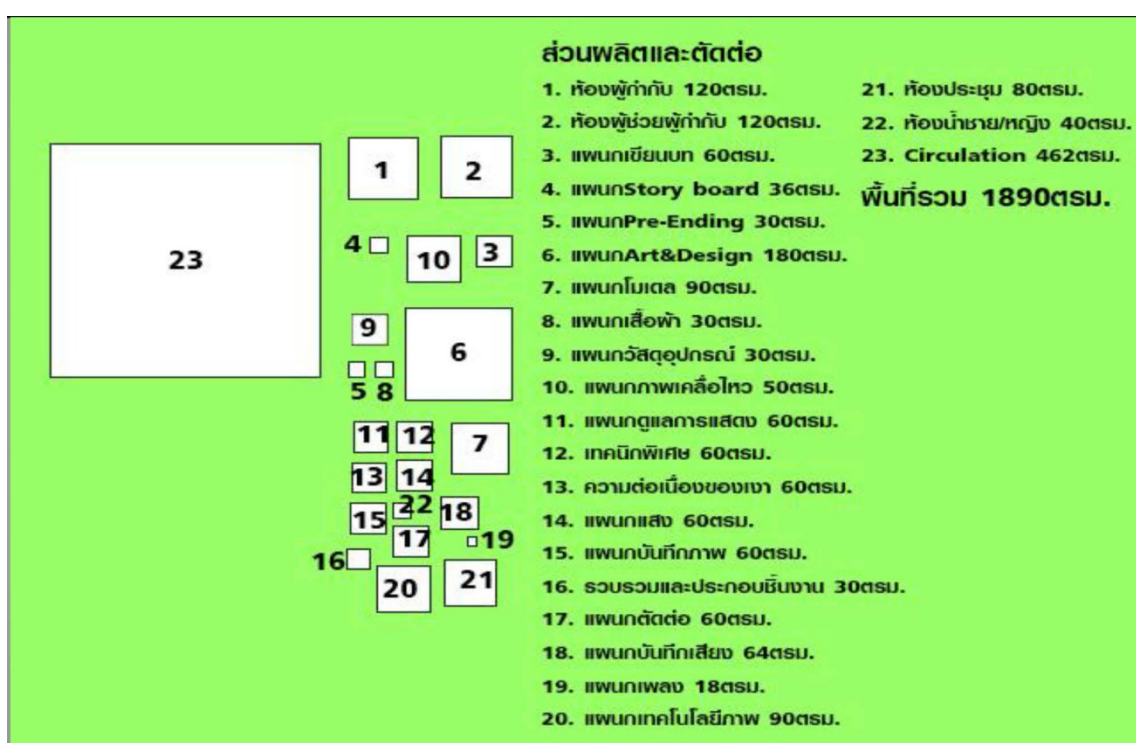 ส่วนผลิตและตัดต่อ
1. ห้องผู้กำกับ 120ตรม.
2. ห้องผู้ช่วยผู้กำกับ 120ตรม.
3. แผนกเขียนบท 60ตรม.
4. แผนกStory board 36ตรม.
5. แผนกPre-Ending 30ตรม.
6. แผนกArt&Design 180ตรม.
7. แผนกโมเดล 90ตรม.
8. แผนกเสื้อผ้า 30ตรม.
9. แผนกวัสดุอุปกรณ์ 30ตรม.
10. แผนกภาพเคลื่อไหว 50ตรม.
11. แผนกดูแลการแสดง 60ตรม.
12. เทคนิกพิเศษ 60ตรม.
13. ความต่อเนื่องของเงา 60ตรม.
14. แผนกแสง 60ตรม.
15. แผนกบันทึกภาพ 60ตรม.
16. รวบรวมและประกอบชิ้นงาน 30ตรม.
17. แผนกตัดต่อ 60ตรม.
18. แผนกบันทึกเสียง 64ตรม.
19. แผนกเพลง 18ตรม.
20. แผนกเทคโนโลยีภาพ 90ตรม.
21. ห้องประชุม 80ตรม.
22. ห้องน้ำชาย/หญิง 40ตรม.
23. Circulation 462ตรม.
พื้นที่รวม 1890ตรม.
1
2
4
10
3
23
9
6
5
8
11
12
7
13
14
15
22
18
17
19
16
20
21